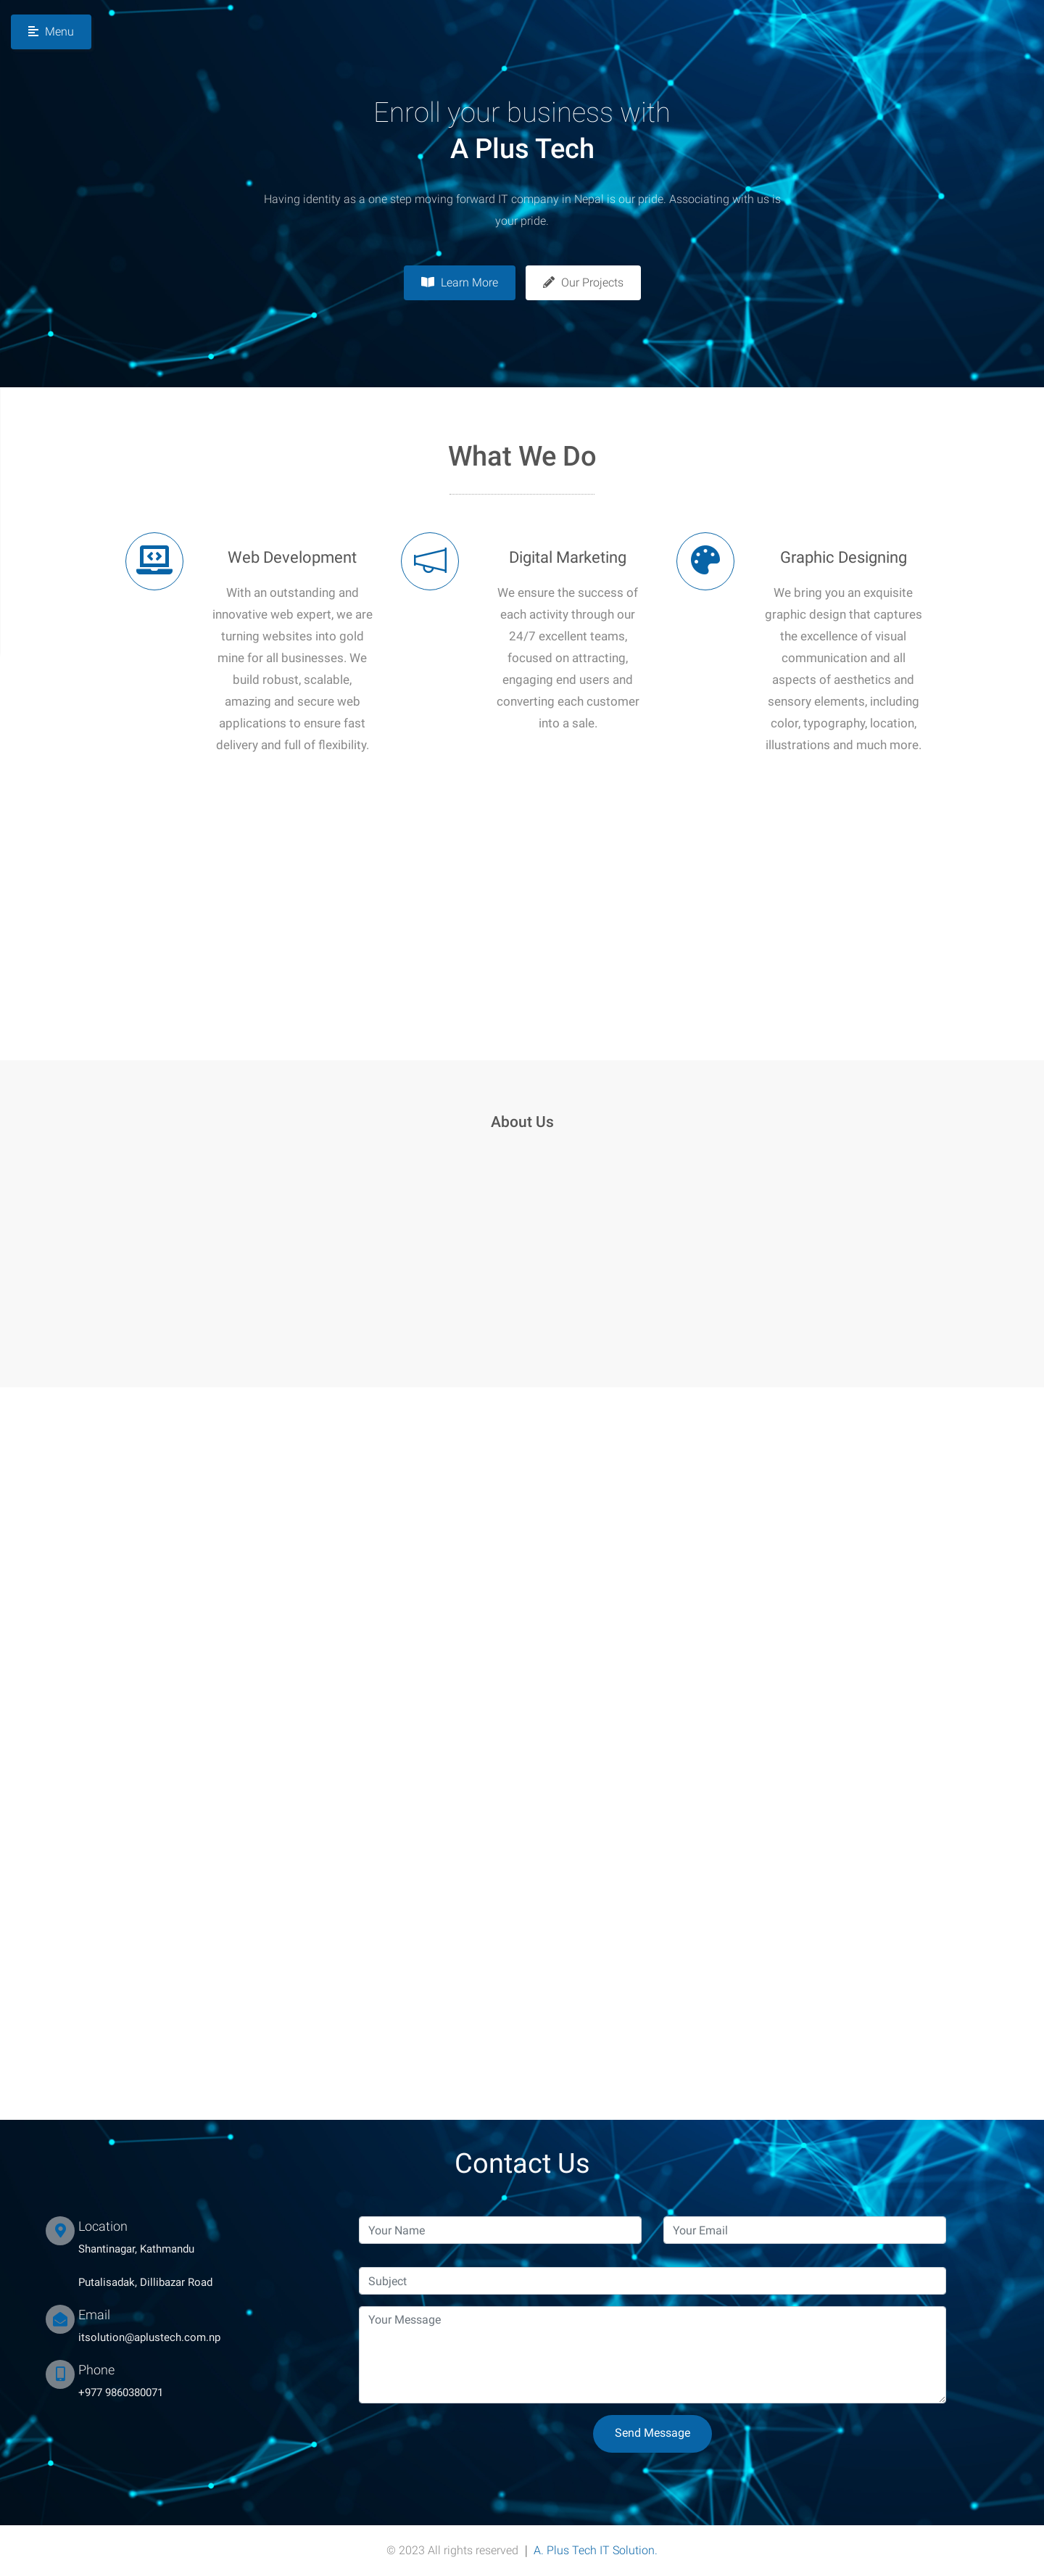 Menu
Enroll your business with
A Plus Tech
Having identity as a one step moving forward IT company in Nepal is our pride. Associating with us is
your pride.
Learn More
Our Projects
What We Do
Web Development
With an outstanding and
innovative web expert, we are
turning websites into gold
mine for all businesses. We
build robust, scalable,
amazing and secure web
applications to ensure fast
delivery and full of flexibility.
Digital Marketing
We ensure the success of
each activity through our
24/7 excellent teams,
focused on attracting,
engaging end users and
converting each customer
into a sale.
Graphic Designing
We bring you an exquisite
graphic design that captures
the excellence of visual
communication and all
aspects of aesthetics and
sensory elements, including
color, typography, location,
illustrations and much more.
About Us
Contact Us
Location
Shantinagar, Kathmandu
Putalisadak, Dillibazar Road
Email
itsolution@aplustech.com.np
Phone
+977 9860380071
Your Name
Your Email
Subject
Your Message
Send Message
© 2023 All rights reserved | A. Plus Tech IT Solution.